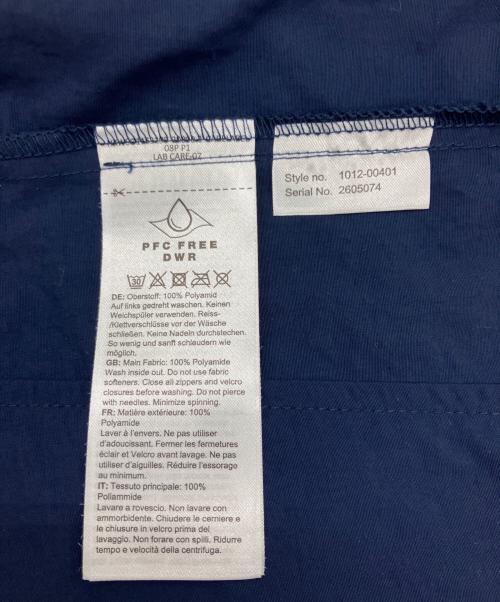 08P P1
LAB CARE-07
PFC FREE
DWR
30
DE: Oberstoff: 100% Polyamid
Auf links gedreht waschen. Keinen
Weichspüler verwenden. Reiss-
/Klettverschlüsse vor der Wäsche
schließen. Keine Nadeln durchstechen.
So wenig und sanft schlaudern wie
möglich.
GB: Main Fabric: 100% Polyamide
Wash inside out. Do not use fabric
softeners. Close all zippers and velcro
closures before washing. Do not pierce
with needles. Minimize spinning.
FR: Matière extérieure: 100%
Polyamide
Laver à l'envers. Ne pas utiliser
d'adoucissant. Fermer les fermetures
éclair et Velcro avant lavage. Ne pas
utiliser d'aiguilles. Réduire l'essorage
au minimum.
IT: Tessuto principale: 100%
Poliammide
Lavare a rovescio. Non lavare con
ammorbidente. Chiudere le cerniere e
le chiusure in velcro prima del
lavaggio. Non forare con spilli. Ridurre
tempo e velocità della centrifuga.
Style no. 1012-00401
Serial No. 2605074